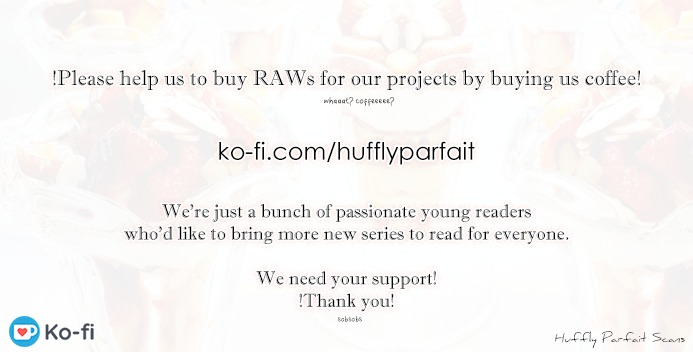 !Please help us to buy RAWs for our projects by buying us coffee!
whaaat? coffeeeee?
ko-fi.com/hufflyparfait
We're just a bunch of passionate young readers
who'd like to bring more new series to read for everyone.
We need your support!
!Thank you!
sobsobs
Ko-fi
Huffly Parfait Scans